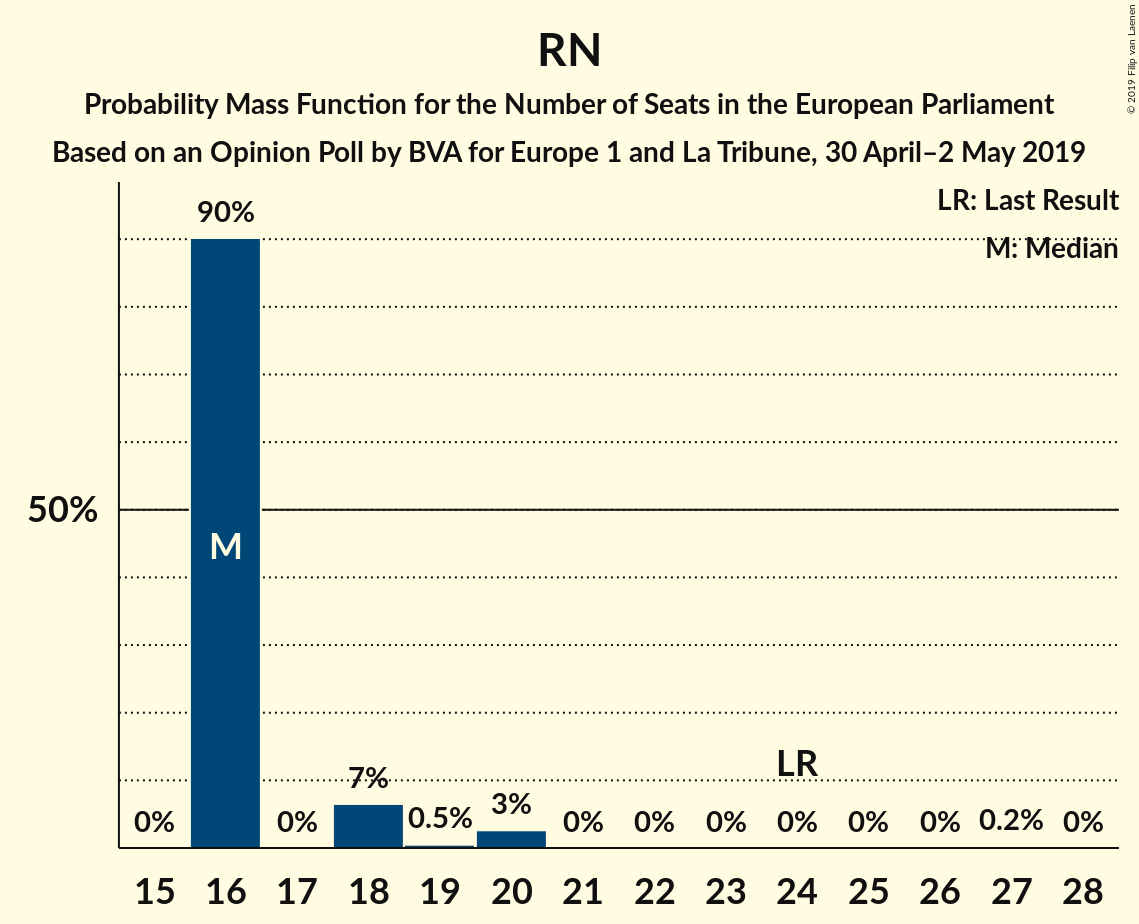 RN
Probability Mass Function for the Number of Seats in the European Parliament
Based on an Opinion Poll by BVA for Europe 1 and La Tribune, 30 April–2 May 2019
© 2019 Filip van Laenen
LR: Last Result
M: Median
90%
50%
M
LR
0% 0% 7% 0.5% 3% 0% 0% 0% 0% 0% 0% 0.2% 0%
15 16 17 18 19 20 21 22 23 24 25 26 27 28